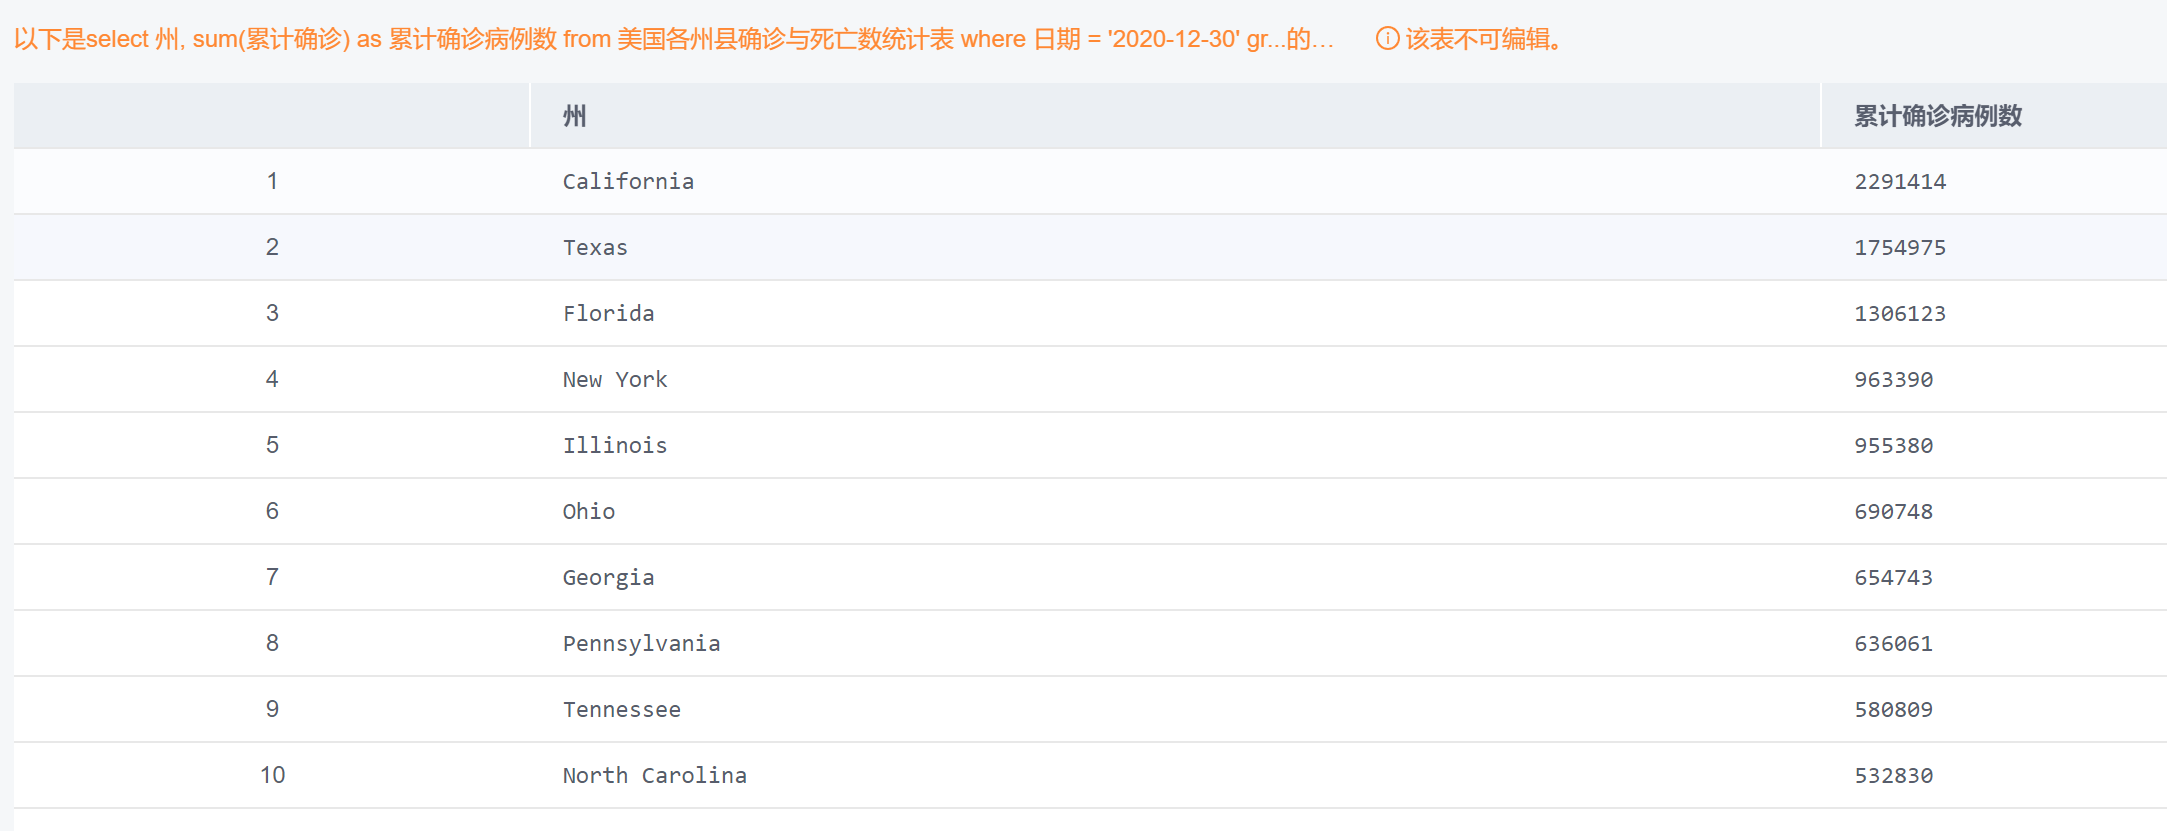 以下是select 州, sum(累计确诊) as 累计确诊病例数 from 美国各州县确诊与死亡数统计表 where 日期 = '2020-12-30' gr...的... 该表不可编辑。
州 累计确诊病例数
1 California 2291414
2 Texas 1754975
3 Florida 1306123
4 New York 963390
5 Illinois 955380
6 Ohio 690748
7 Georgia 654743
8 Pennsylvania 636061
9 Tennessee 580809
10 North Carolina 532830